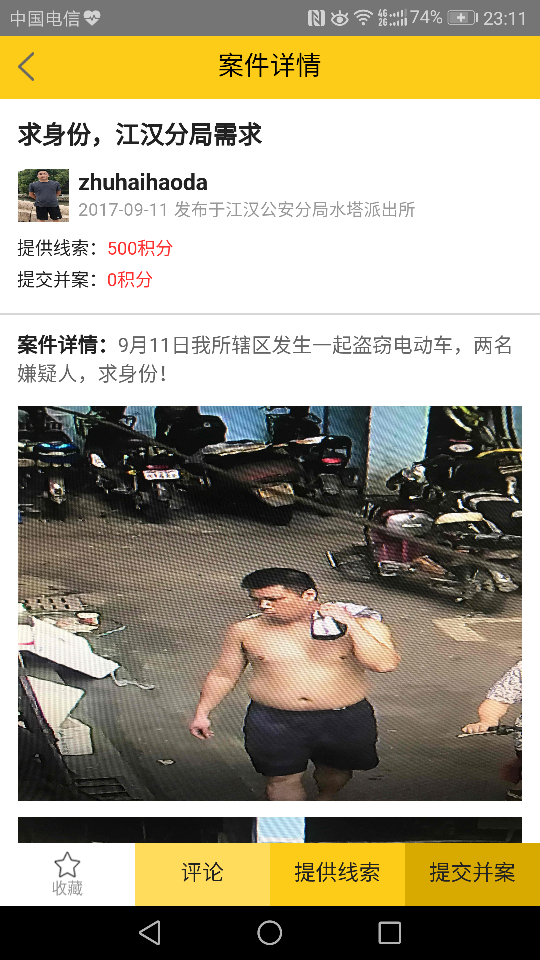 中国电信
4G 2G 74% 23:11
案件详情
求身份，江汉分局需求
zhuhaihaoda
2017-09-11 发布于江汉公安分局水塔派出所
提供线索：500积分
提交并案：0积分
案件详情：9月11日我所辖区发生一起盗窃电动车，两名
嫌疑人，求身份！
收藏
评论
提供线索
提交并案